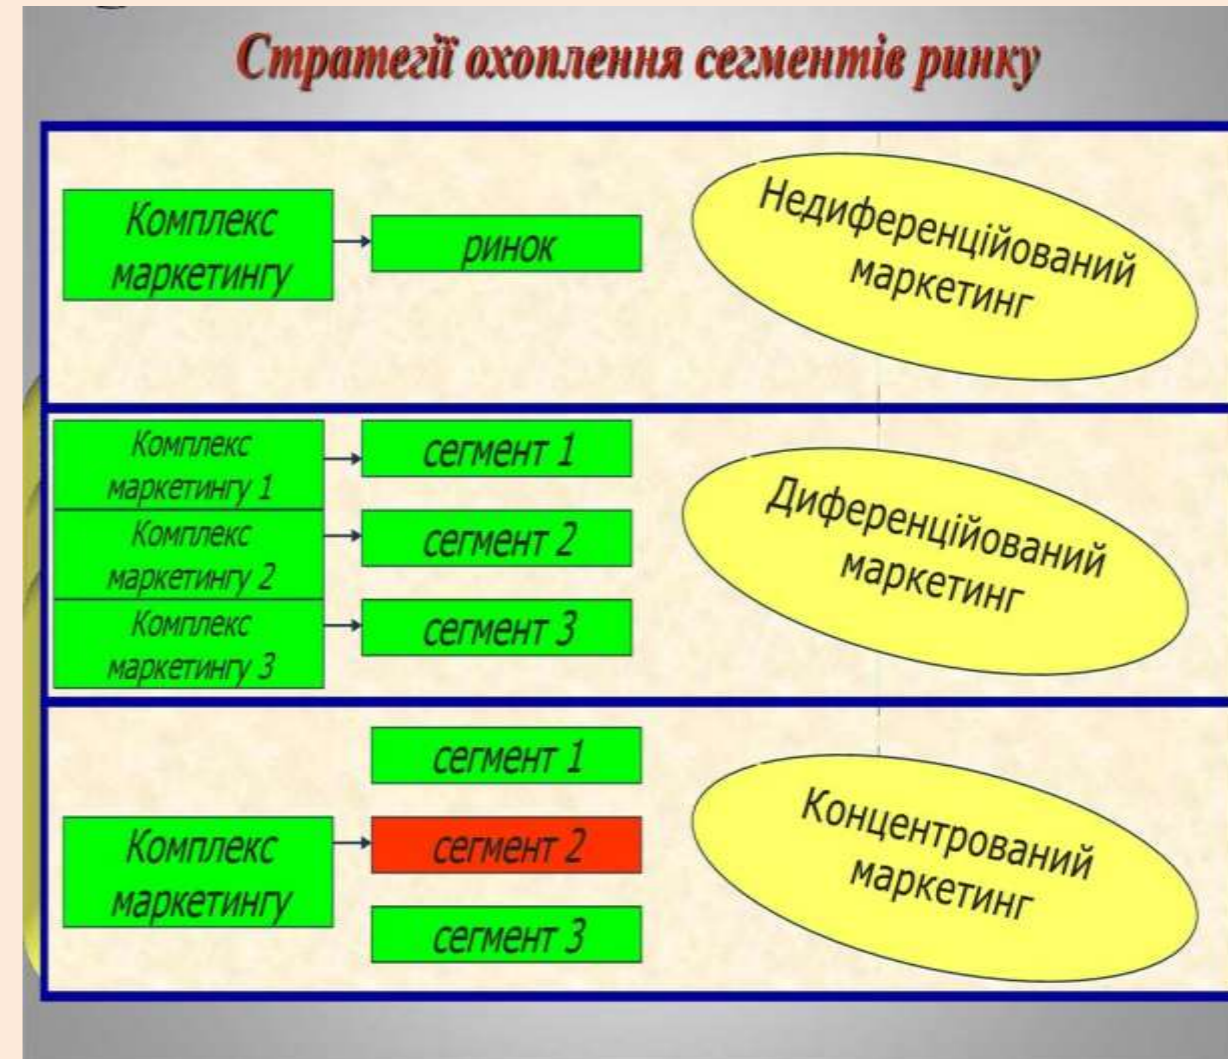 Стратегії охоплення сегментів ринку
Комплекс
маркетингу
ринок
Недиференційований
маркетинг
Комплекс
маркетингу 1
сегмент 1
Комплекс
маркетингу 2
сегмент 2
Комплекс
маркетингу 3
сегмент 3
Диференційований
маркетинг
сегмент 1
Комплекс
маркетингу
сегмент 2
сегмент 3
Концентрований
маркетинг